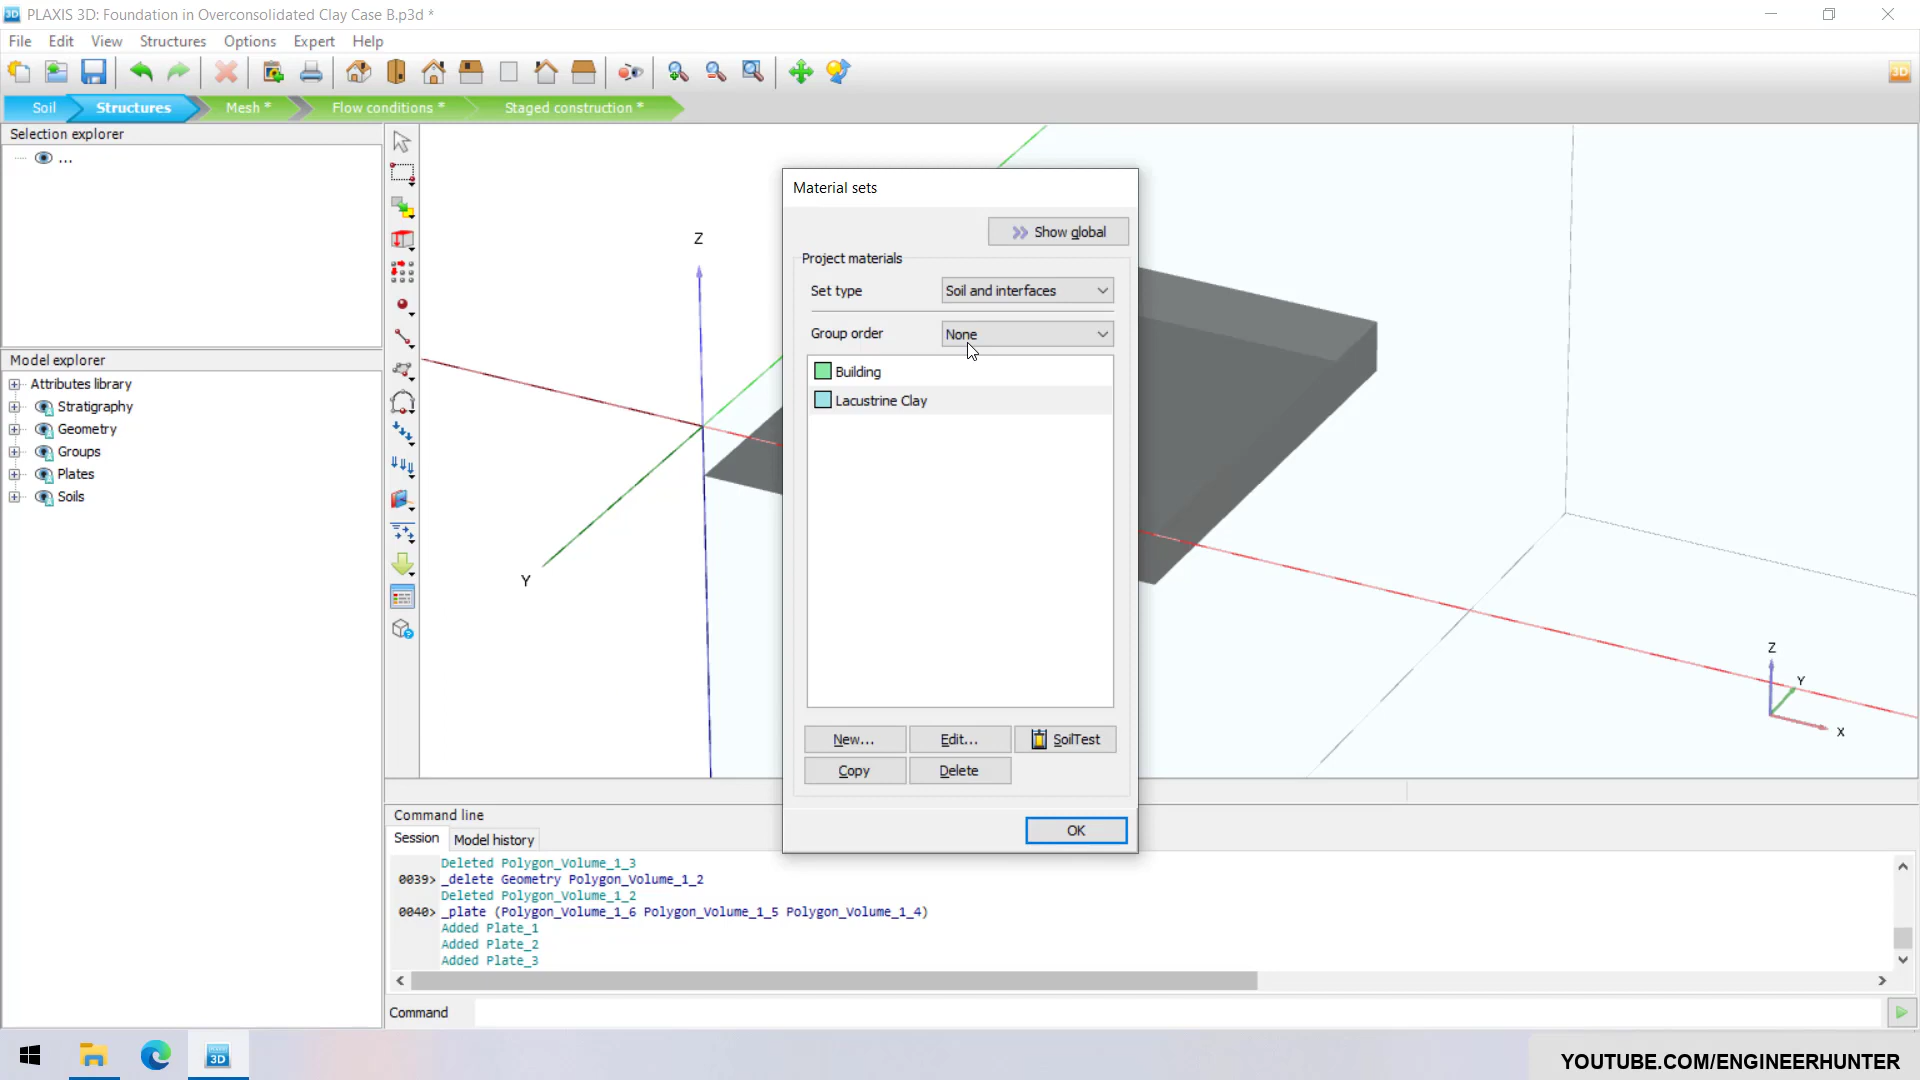 PLAXIS 3D: Foundation in Overconsolidated Clay Case B.p3d *
File Edit View Structures Options Expert Help
Soil Structures Mesh * Flow conditions * Staged construction *
Selection explorer
...
Model explorer
Attributes library
Stratigraphy
Geometry
Groups
Plates
Soils
Z
Y
Material sets
Show global
Project materials
Set type Soil and interfaces
Group order None
Building
Lacustrine Clay
New... Edit... SoilTest
Copy Delete
OK
Z
Y
X
Command line
Session Model history
Deleted Polygon_Volume_1_3
0039> _delete Geometry Polygon_Volume_1_2
Deleted Polygon_Volume_1_2
0040> _plate (Polygon_Volume_1_6 Polygon_Volume_1_5 Polygon_Volume_1_4)
Added Plate_1
Added Plate_2
Added Plate_3
Command
3D
YOUTUBE.COM/ENGINEERHUNTER